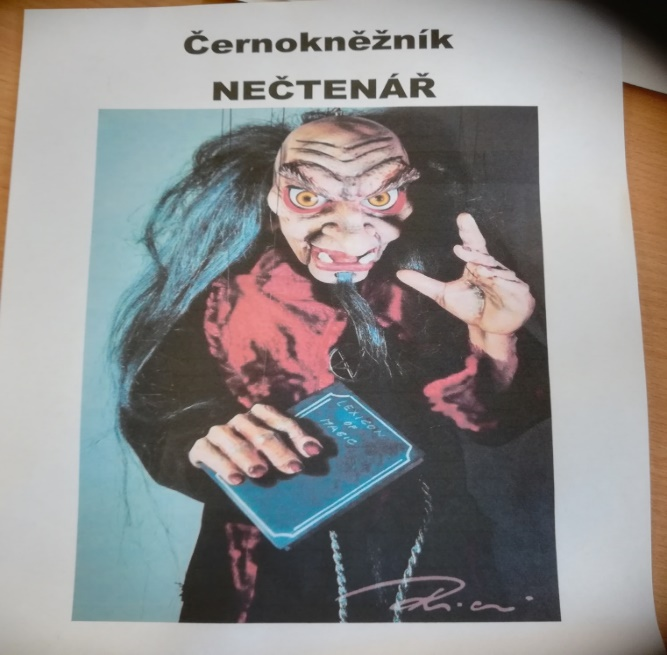 Černokněžník
NEČTENÁŘ
LEXICON
OF
MAGIC